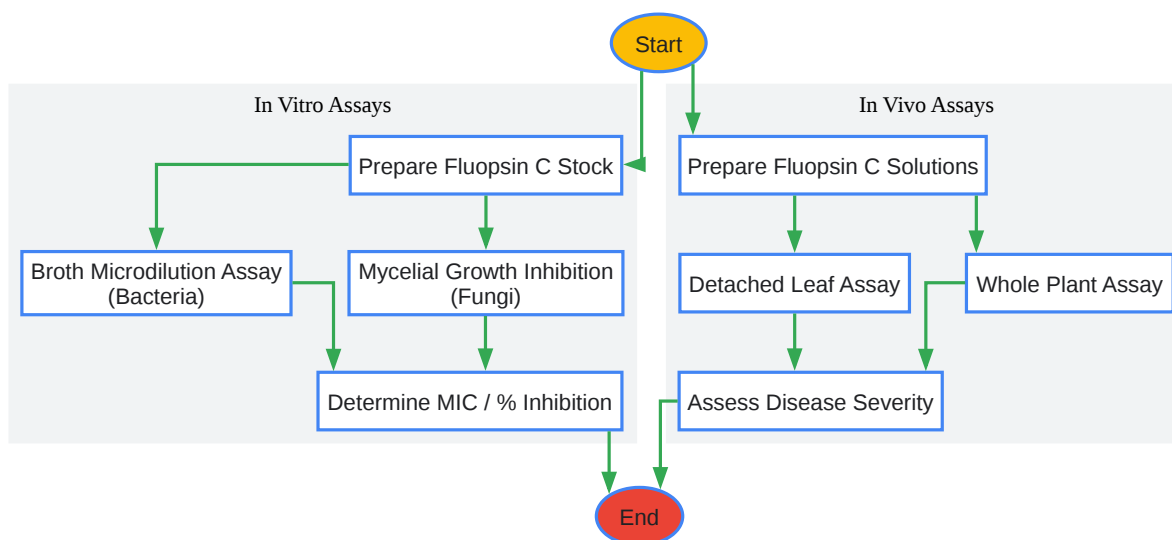 Start
In Vitro Assays
In Vivo Assays
Prepare Fluopsin C Stock
Prepare Fluopsin C Solutions
Broth Microdilution Assay
(Bacteria)
Mycelial Growth Inhibition
(Fungi)
Detached Leaf Assay
Whole Plant Assay
Determine MIC / % Inhibition
Assess Disease Severity
End